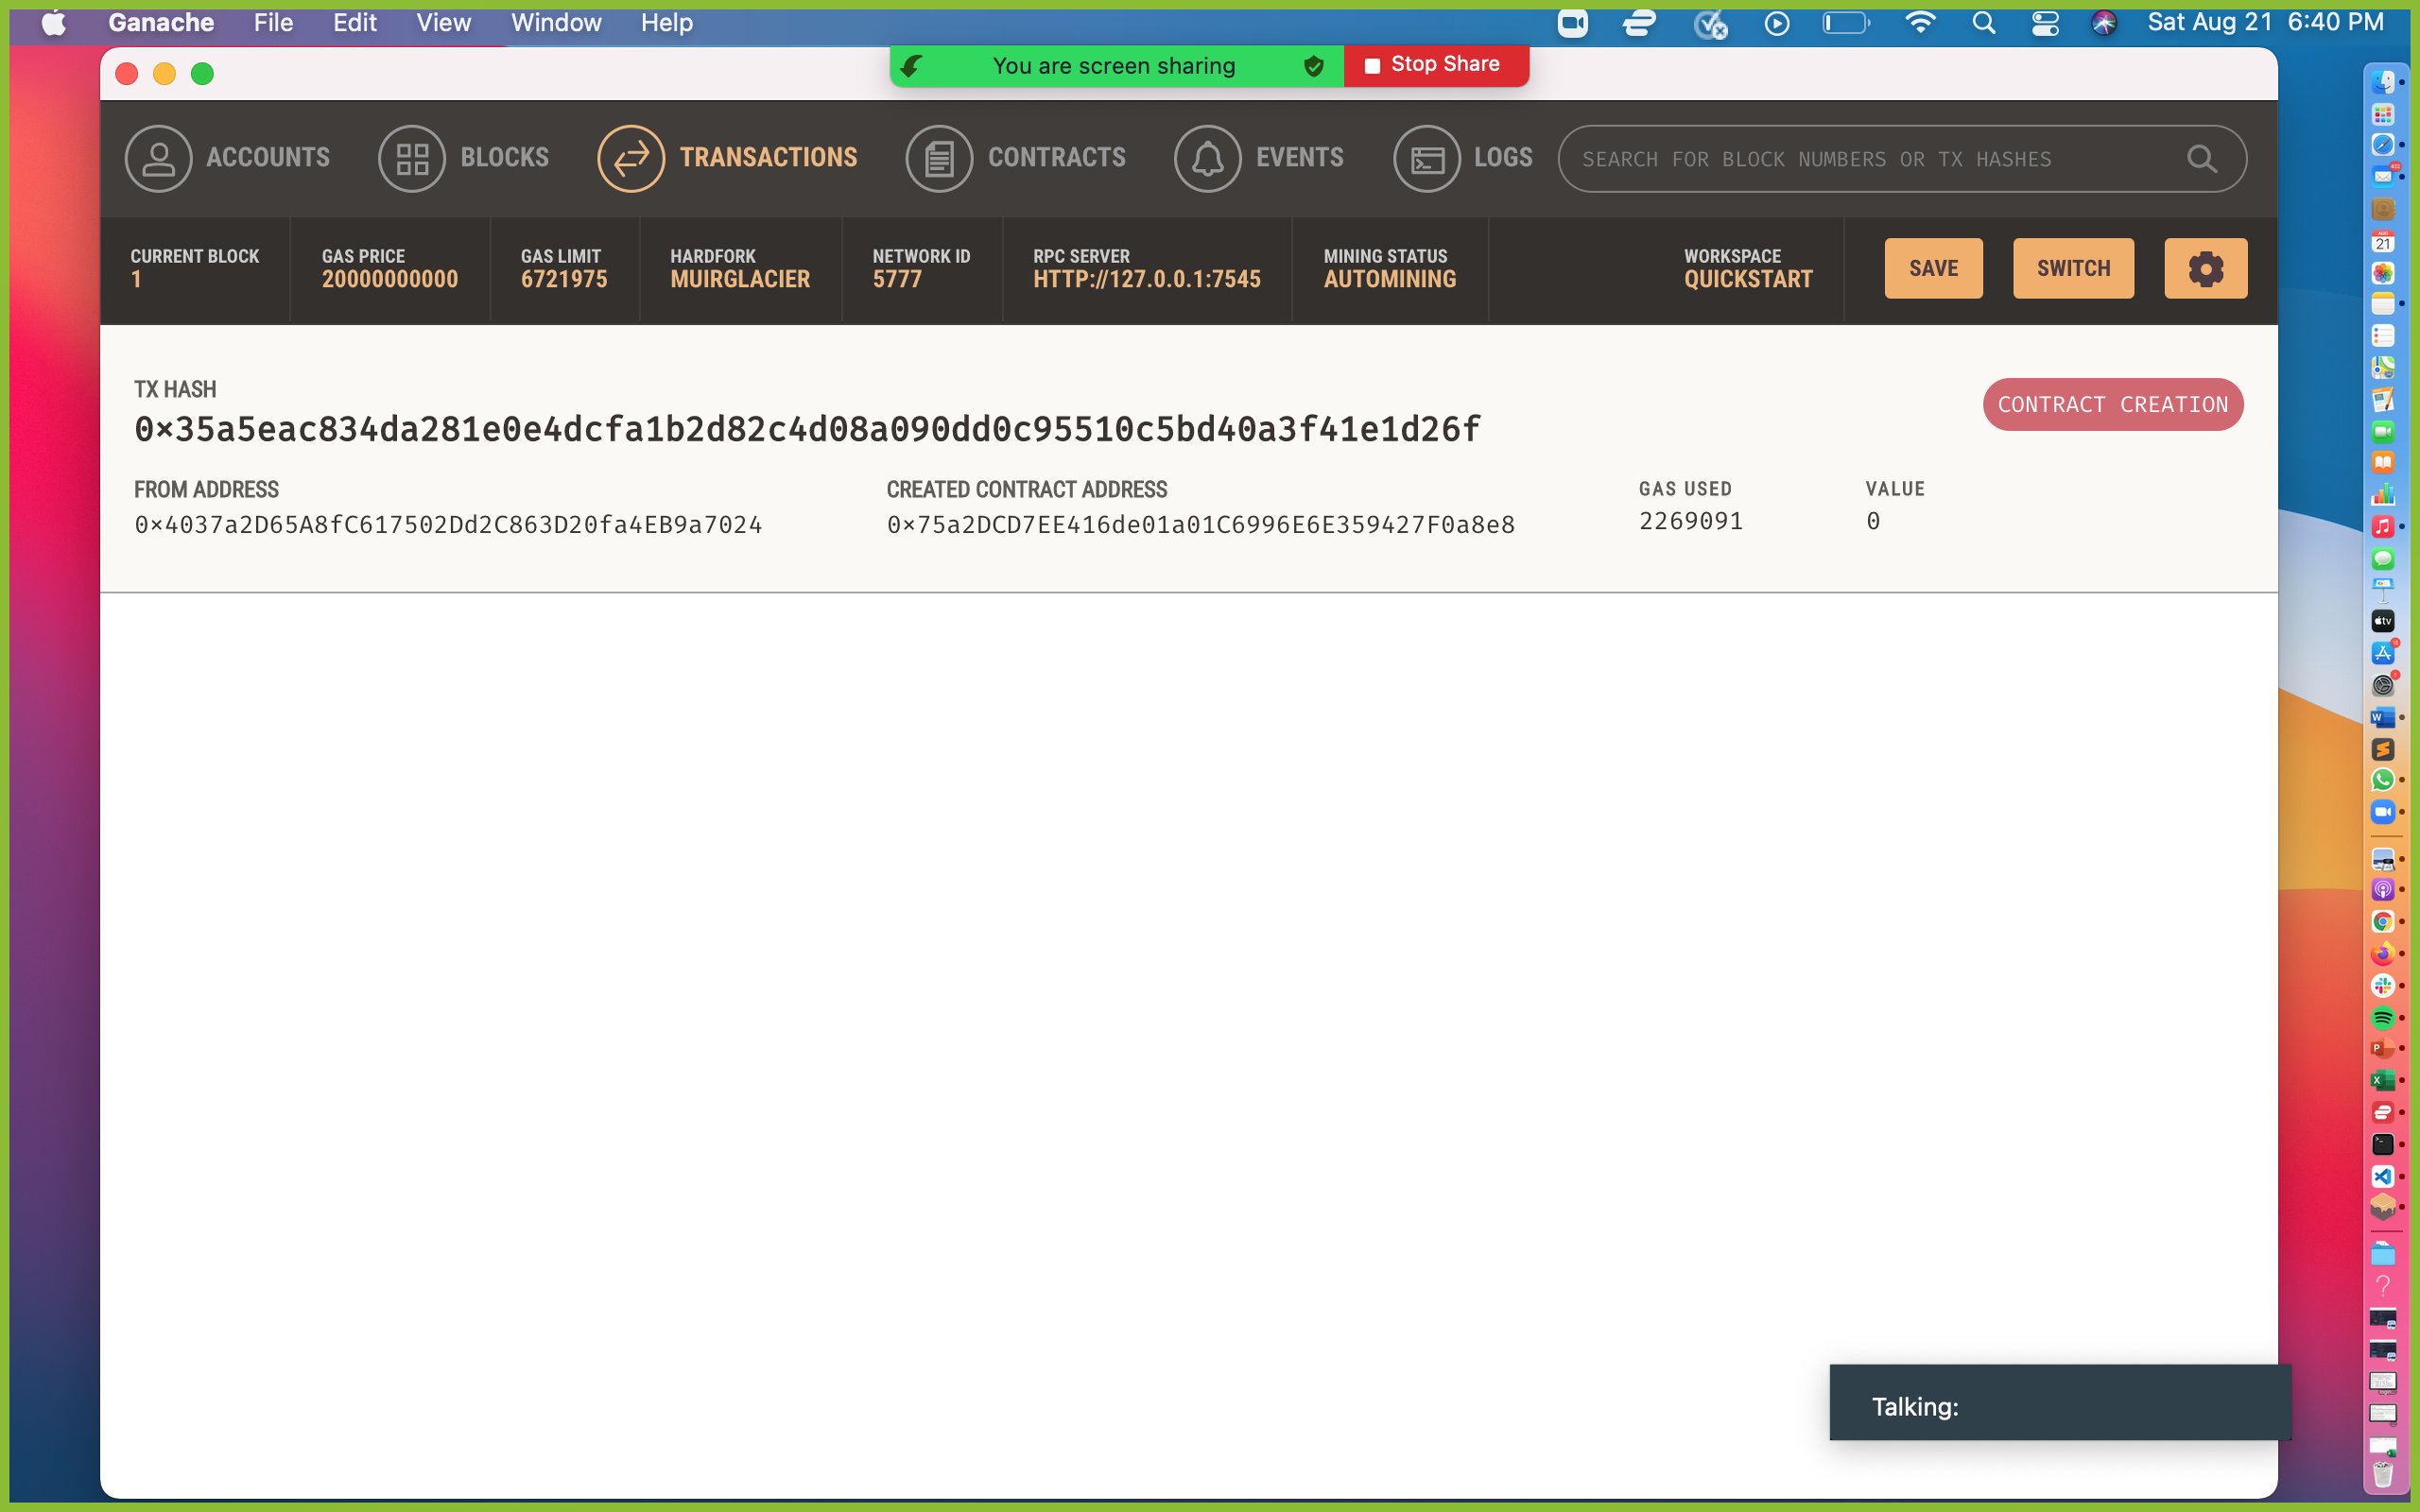 Ganache File Edit View Window Help Sat Aug 21 6:40 PM
You are screen sharing Stop Share
ACCOUNTS BLOCKS TRANSACTIONS CONTRACTS EVENTS LOGS SEARCH FOR BLOCK NUMBERS OR TX HASHES
CURRENT BLOCK GAS PRICE GAS LIMIT HARDFORK NETWORK ID RPC SERVER MINING STATUS WORKSPACE
1 20000000000 6721975 MUIRGLACIER 5777 HTTP://127.0.0.1:7545 AUTOMINING QUICKSTART
SAVE SWITCH
TX HASH
0×35a5eac834da281e0e4dcfa1b2d82c4d08a090dd0c95510c5bd40a3f41e1d26f
CONTRACT CREATION
FROM ADDRESS CREATED CONTRACT ADDRESS GAS USED VALUE
0×4037a2D65A8fC617502Dd2C863D20fa4EB9a7024 0×75a2DCD7EE416de01a01C6996E6E359427F0a8e8 2269091 0
Talking:
AUG
21
tv